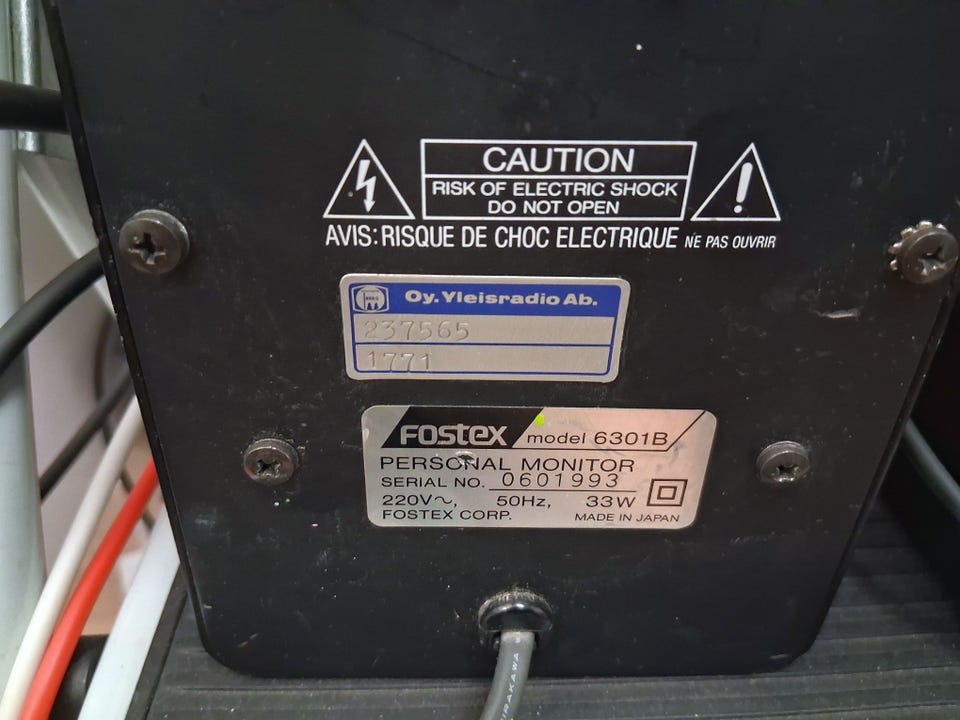 CAUTION
RISK OF ELECTRIC SHOCK
DO NOT OPEN
AVIS: RISQUE DE CHOC ELECTRIQUE NE PAS OUVRIR
Oy. Yleisradio Ab.
237565
1771
FOSTEX model 6301B
PERSONAL MONITOR
SERIAL NO. 0601993
220V~, 50Hz, 33W
FOSTEX CORP. MADE IN JAPAN